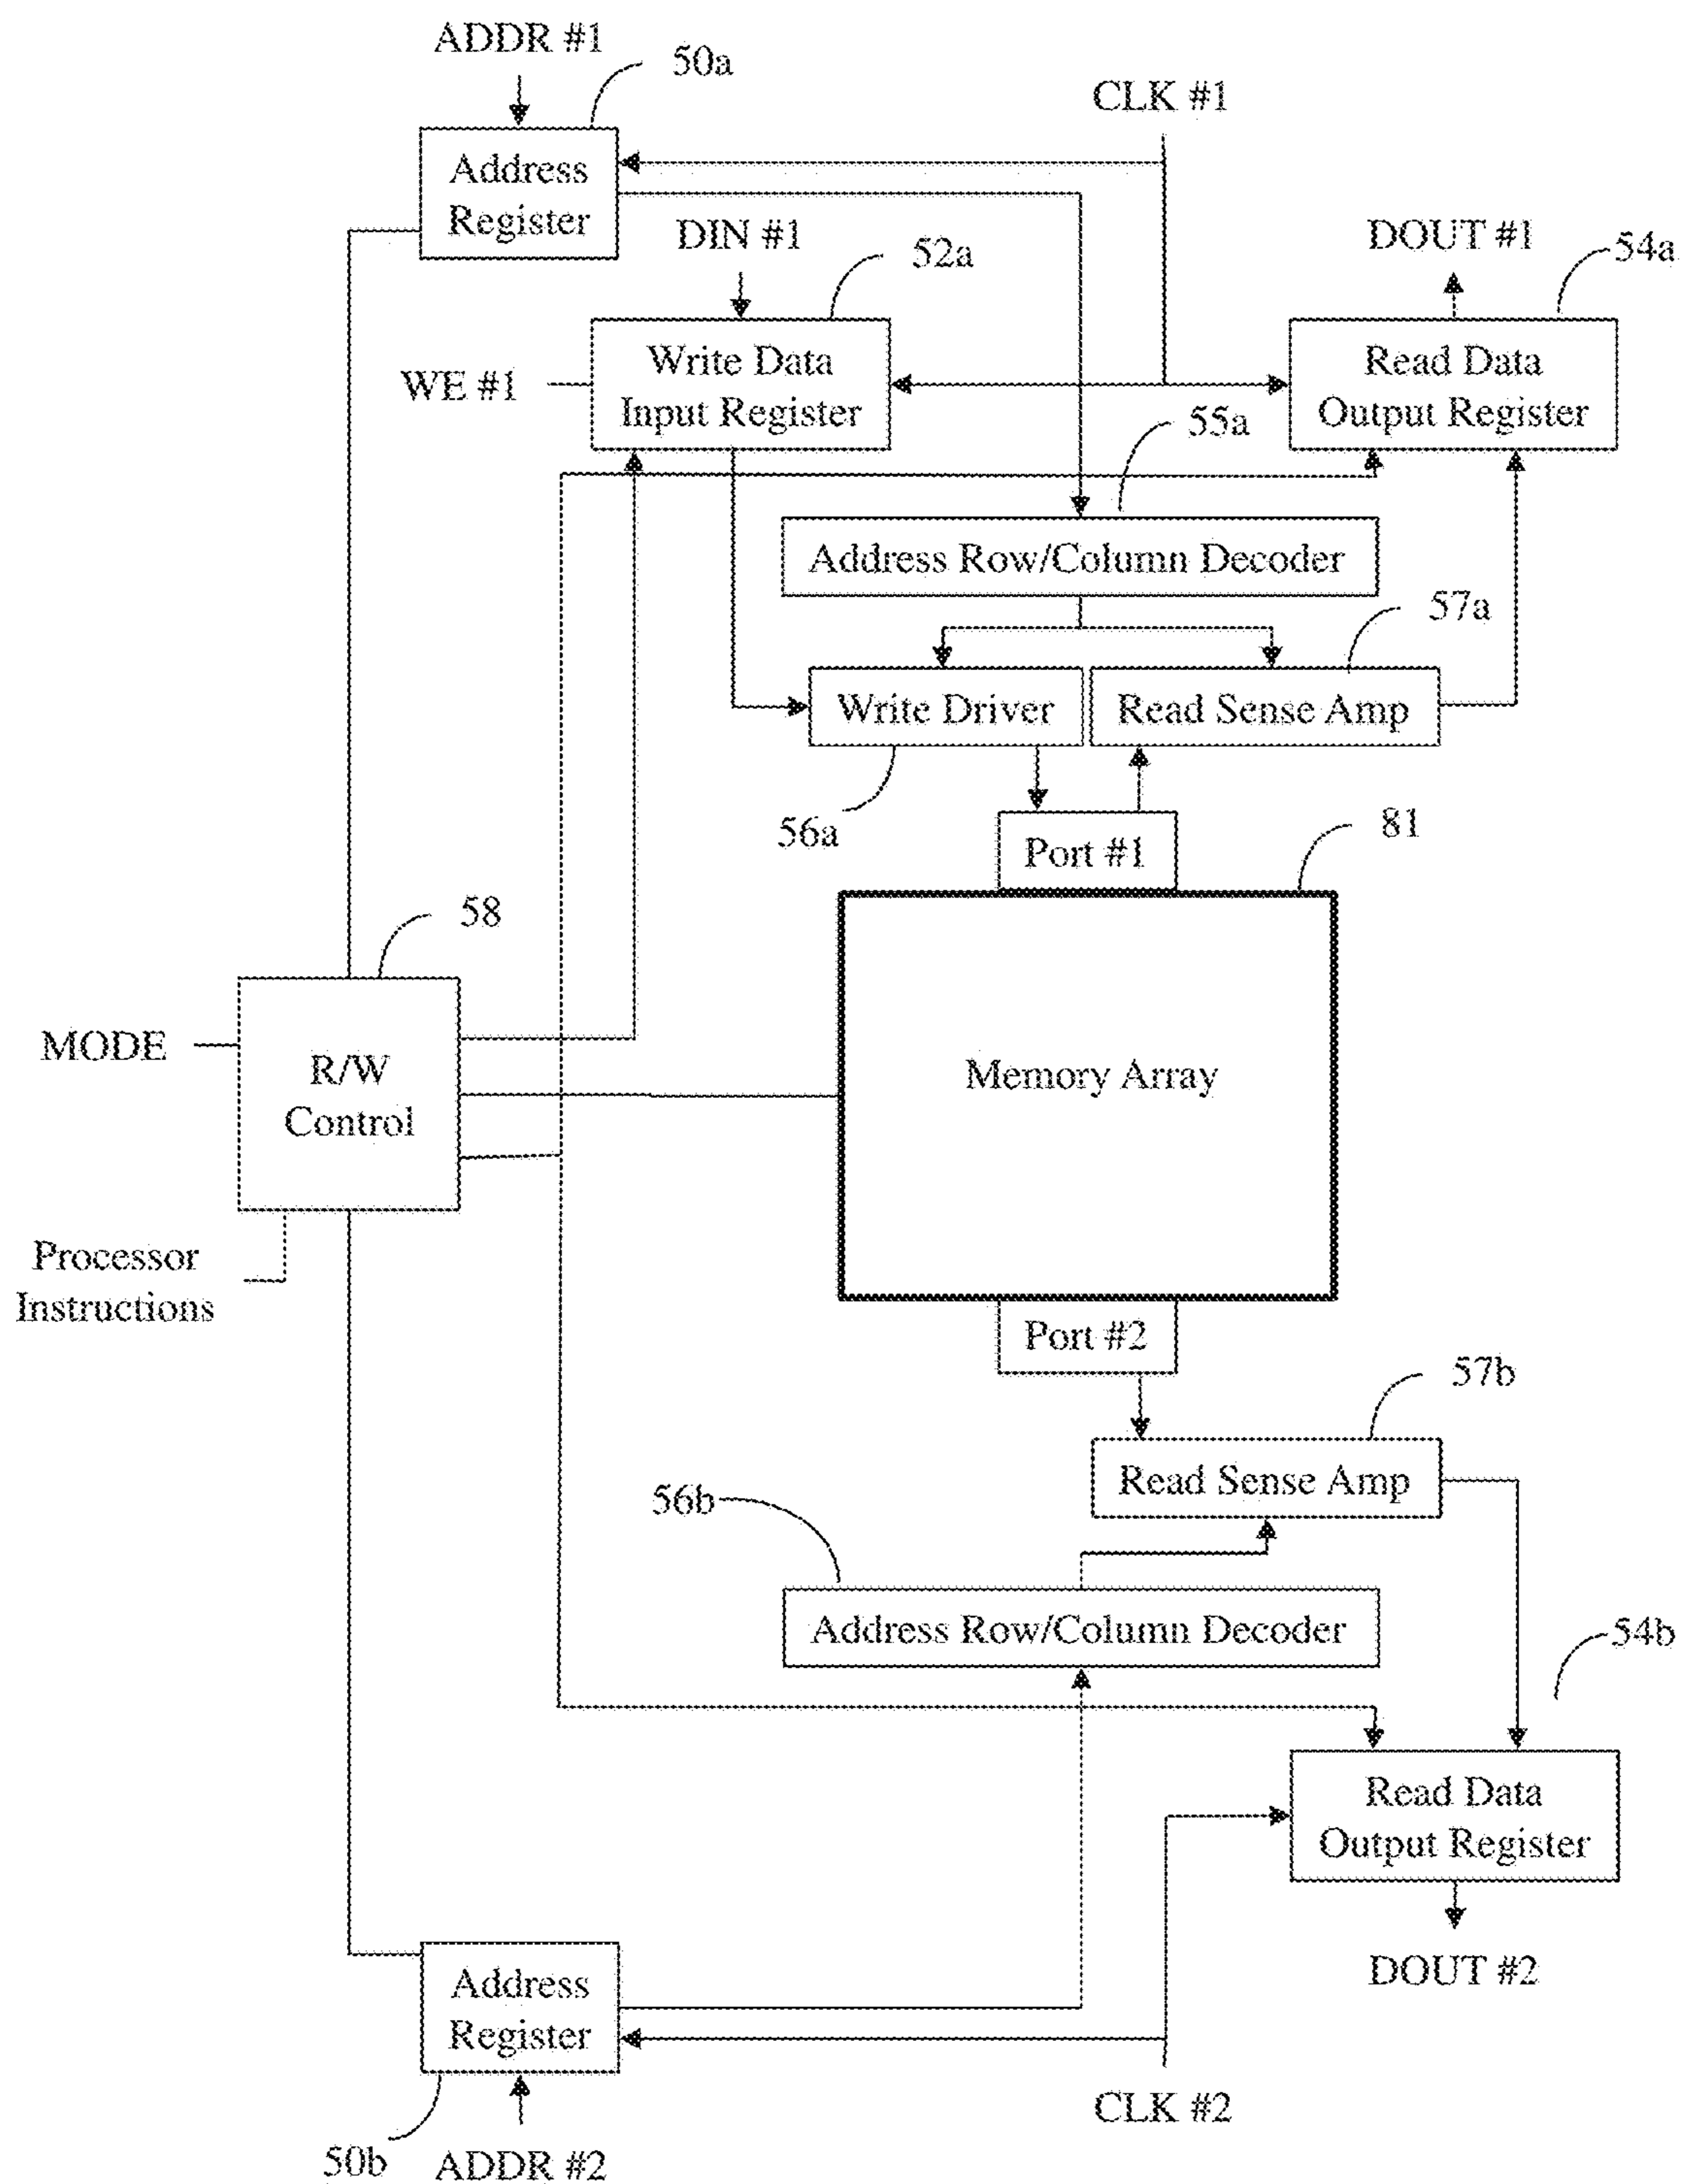 ADDR #1
50a
CLK #1
Address
Register
DIN #1
52a
DOUT #1
54a
WE #1
Write Data
Input Register
Read Data
Output Register
55a
Address Row/Column Decoder
57a
Write Driver
Read Sense Amp
56a
Port #1
81
58
MODE
R/W
Control
Memory Array
Processor
Instructions
Port #2
57b
Read Sense Amp
56b
Address Row/Column Decoder
54b
Read Data
Output Register
DOUT #2
Address
Register
CLK #2
50b
ADDR #2